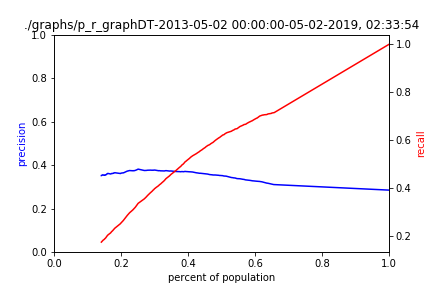 ./graphs/p_r_graphDT-2013-05-02 00:00:00-05-02-2019, 02:33:54
1.0
0.8
0.6
0.4
0.2
0.0
precision
0.0 0.2 0.4 0.6 0.8 1.0
percent of population
1.0
0.8
0.6
0.4
0.2
recall